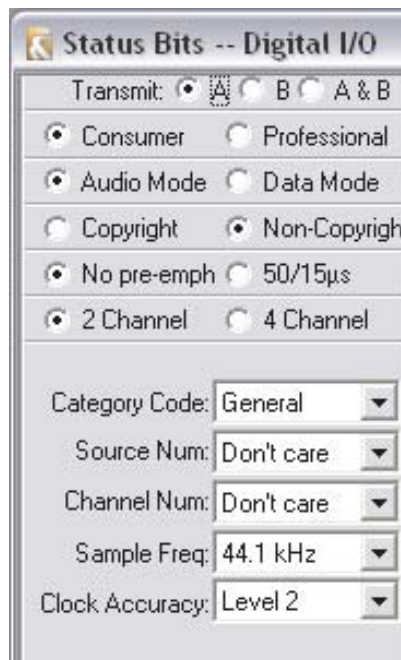 Status Bits -- Digital I/O
Transmit: A B A & B
Consumer Professional
Audio Mode Data Mode
Copyright Non-Copyrigh
No pre-emph 50/15µs
2 Channel 4 Channel
Category Code: General
Source Num: Don't care
Channel Num: Don't care
Sample Freq: 44.1 kHz
Clock Accuracy: Level 2